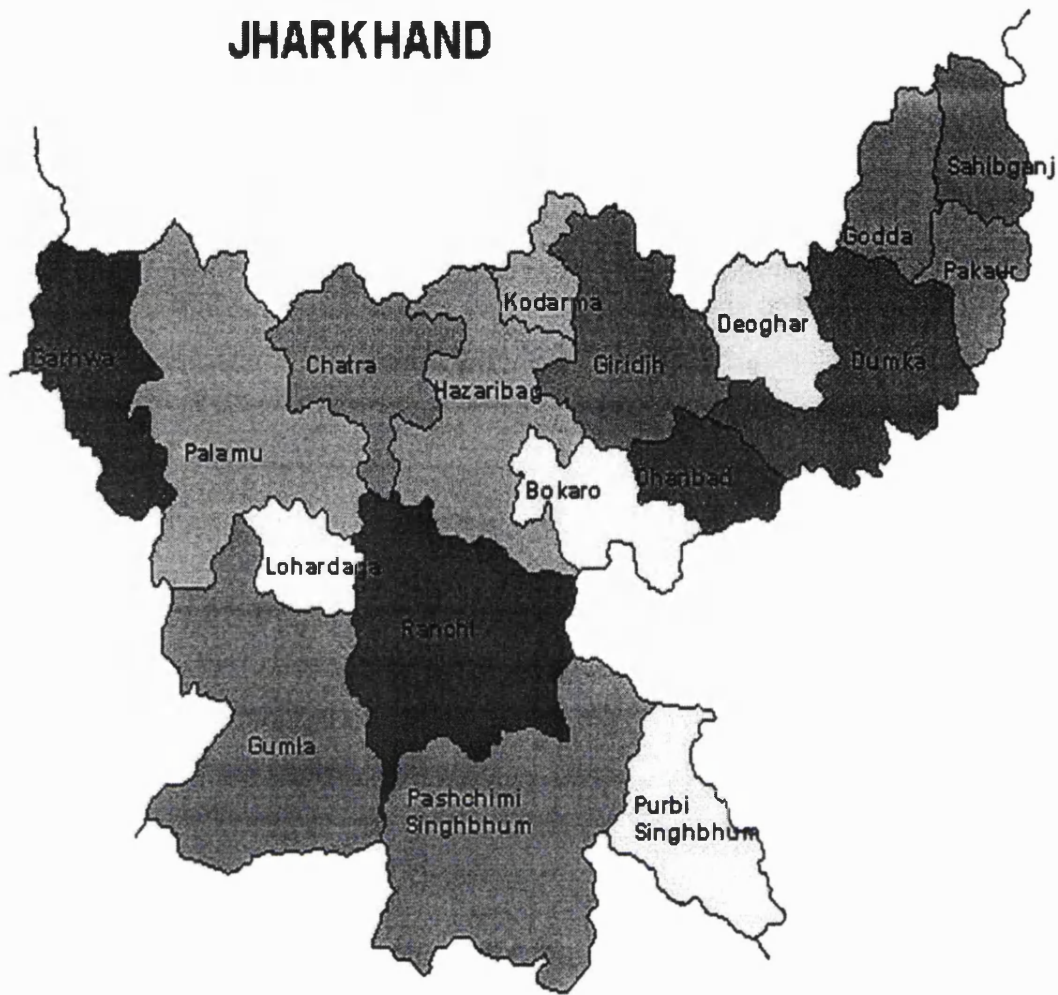 JHARKHAND
Sahibganj
Godda
Pakaur
Kodarma
Deoghar
Garhwa
Chatra
Giridih
Dumka
Hazaribag
Palamu
Dhanbad
Bokaro
Lohardaga
Ranchi
Gumla
Pashchimi
Singhbhum
Purbi
Singhbhum